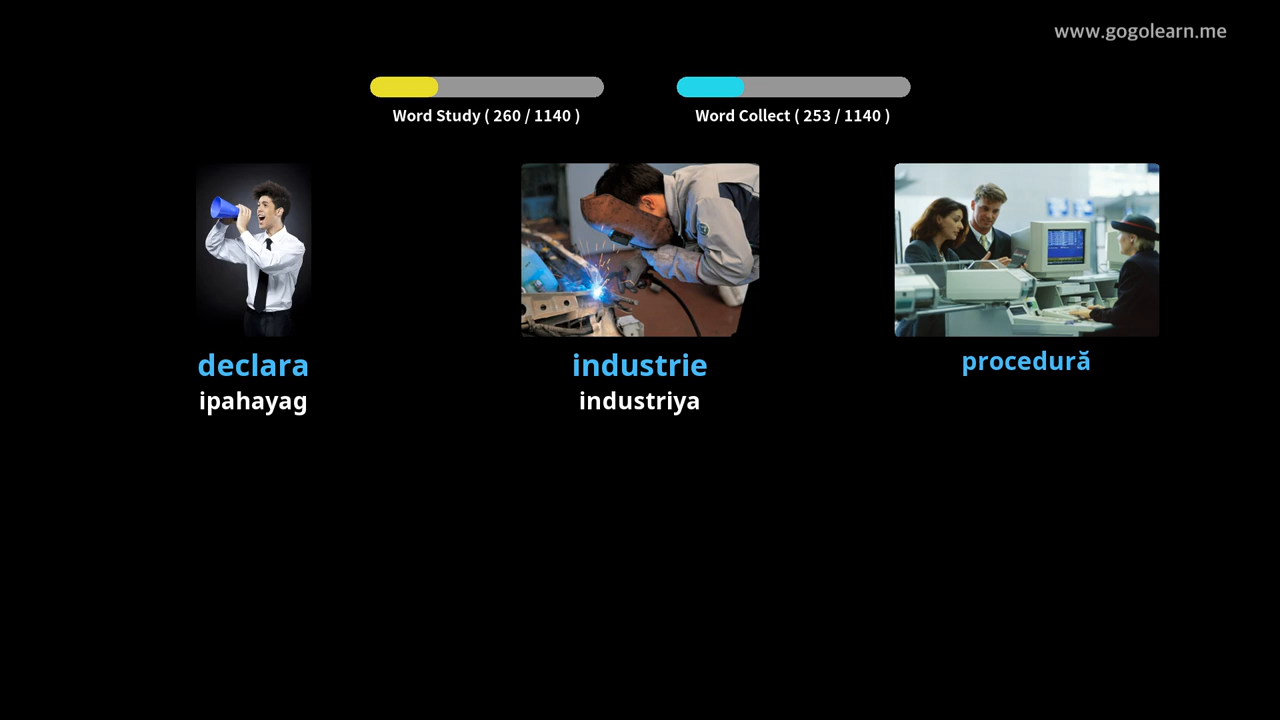 www.gogolearn.me
Word Study ( 260 / 1140 )
Word Collect ( 253 / 1140 )
declara
ipahayag
industrie
industriya
procedură